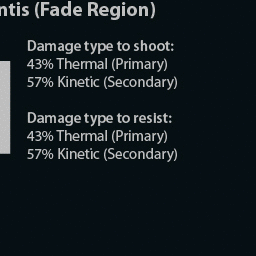 ntis (Fade Region)
Damage type to shoot:
43% Thermal (Primary)
57% Kinetic (Secondary)
Damage type to resist:
43% Thermal (Primary)
57% Kinetic (Secondary)